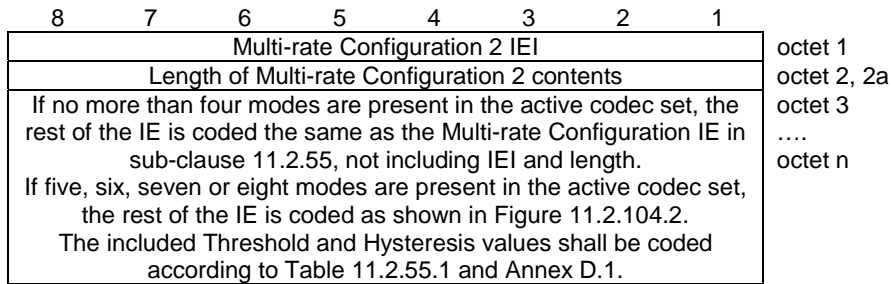 8 7 6 5 4 3 2 1
Multi-rate Configuration 2 IEI octet 1
Length of Multi-rate Configuration 2 contents octet 2, 2a
If no more than four modes are present in the active codec set, the octet 3
rest of the IE is coded the same as the Multi-rate Configuration IE in ….
sub-clause 11.2.55, not including IEI and length. octet n
If five, six, seven or eight modes are present in the active codec set,
the rest of the IE is coded as shown in Figure 11.2.104.2.
The included Threshold and Hysteresis values shall be coded
according to Table 11.2.55.1 and Annex D.1.